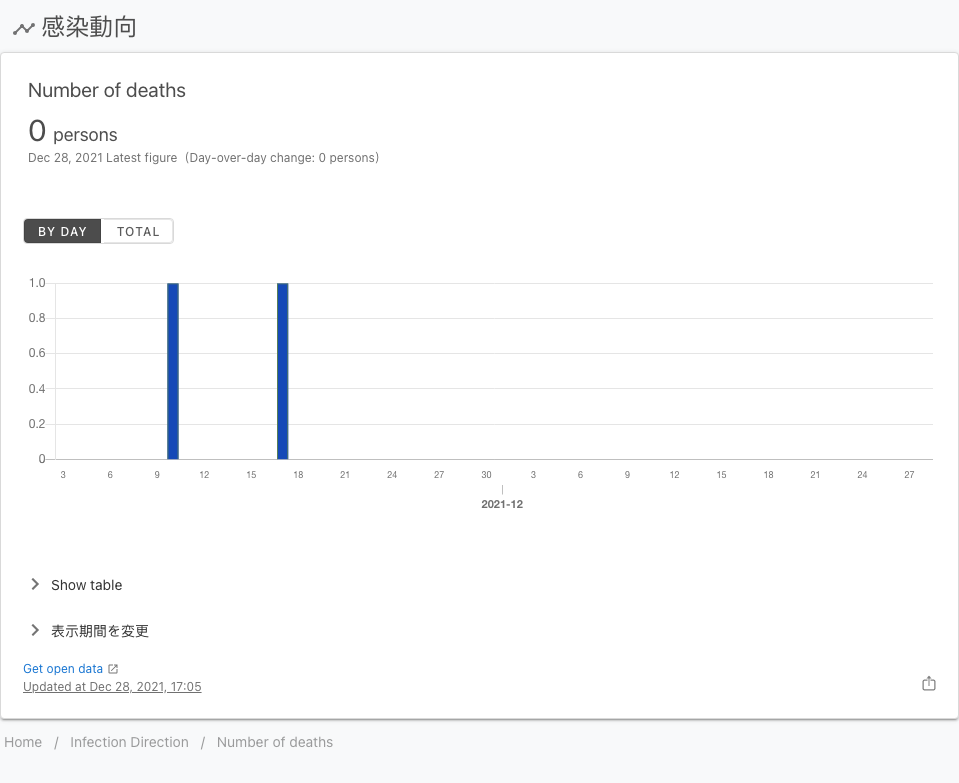 感染動向
Number of deaths
0 persons
Dec 28, 2021 Latest figure (Day-over-day change: 0 persons)
BY DAY TOTAL
1.0
0.8
0.6
0.4
0.2
0
3 6 9 12 15 18 21 24 27 30 3 6 9 12 15 18 21 24 27
2021-12
Show table
表示期間を変更
Get open data
Updated at Dec 28, 2021, 17:05
Home / Infection Direction / Number of deaths